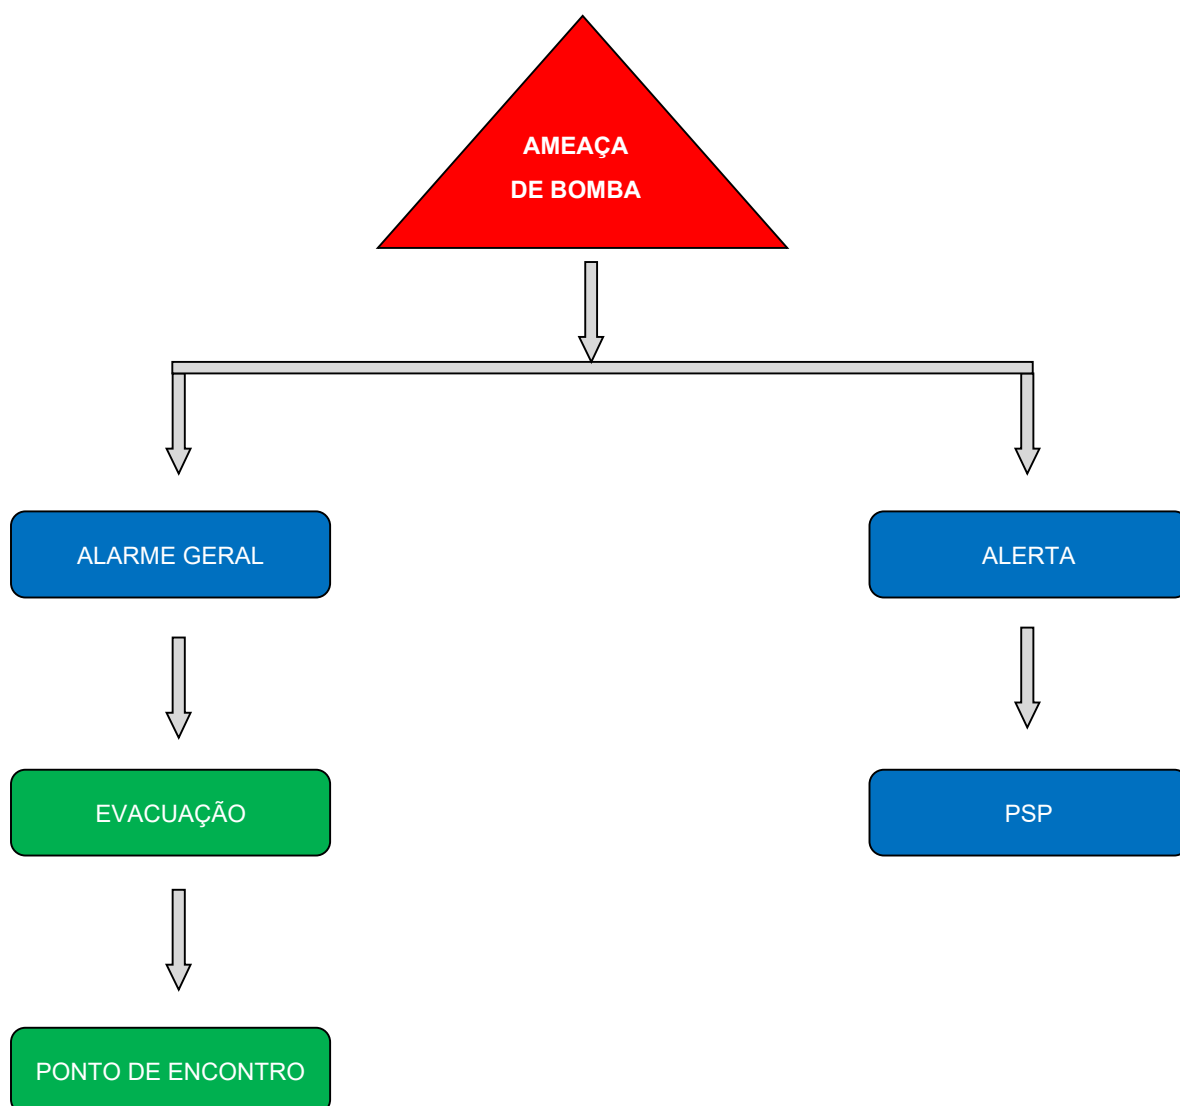 AMEAÇA
DE BOMBA
ALARME GERAL
ALERTA
EVACUAÇÃO
PSP
PONTO DE ENCONTRO